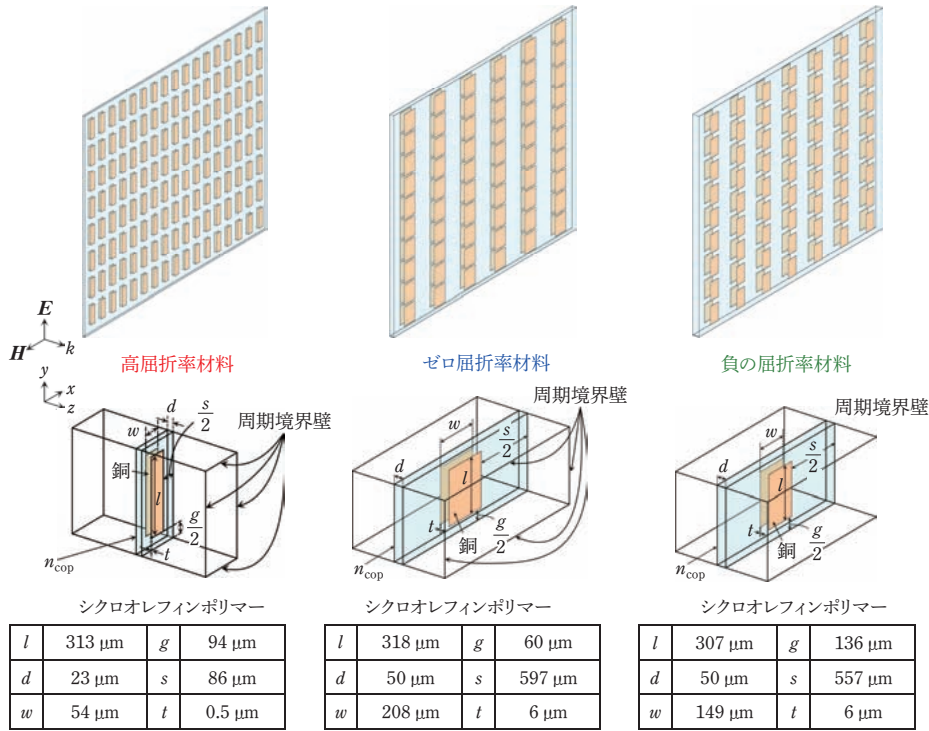 E
H
k
高屈折率材料
ゼロ屈折率材料
負の屈折率材料
y
x
z
w
d
s/2
周期境界壁
銅
l
g/2
t
n_cop
シクロオレフィンポリマー
周期境界壁
w
s/2
d
l
t
銅
g/2
n_cop
シクロオレフィンポリマー
周期境界壁
w
s/2
d
l
t
銅
g/2
n_cop
シクロオレフィンポリマー
l 313 μm g 94 μm
d 23 μm s 86 μm
w 54 μm t 0.5 μm
l 318 μm g 60 μm
d 50 μm s 597 μm
w 208 μm t 6 μm
l 307 μm g 136 μm
d 50 μm s 557 μm
w 149 μm t 6 μm